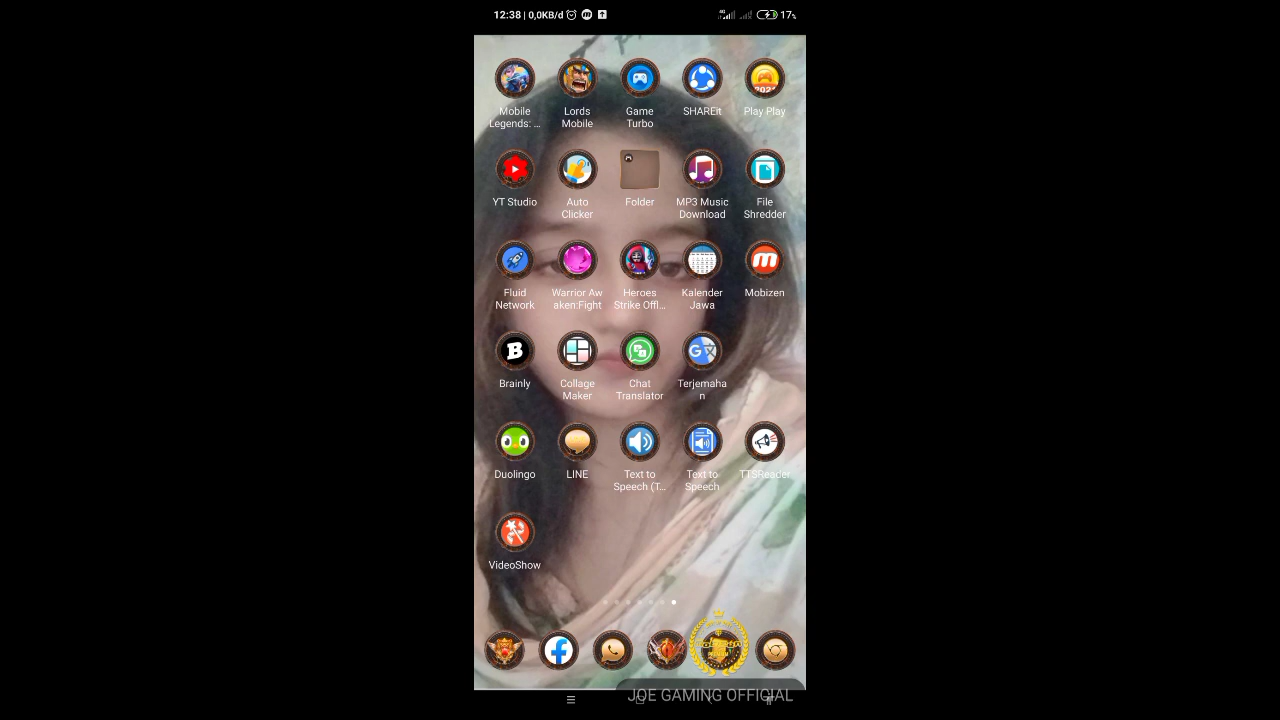 12:38 | 0,0KB/d
4G
17%
Mobile Legends: ...
Lords Mobile
Game Turbo
SHAREit
Play Play
YT Studio
Auto Clicker
Folder
MP3 Music Download
File Shredder
Fluid Network
Warrior Awaken:Fight
Heroes Strike Offl...
Kalender Jawa
Mobizen
Brainly
Collage Maker
Chat Translator
Terjemahan
Duolingo
LINE
Text to Speech (T...
Text to Speech
TTSReader
VideoShow
JOE GAMING OFFICIAL